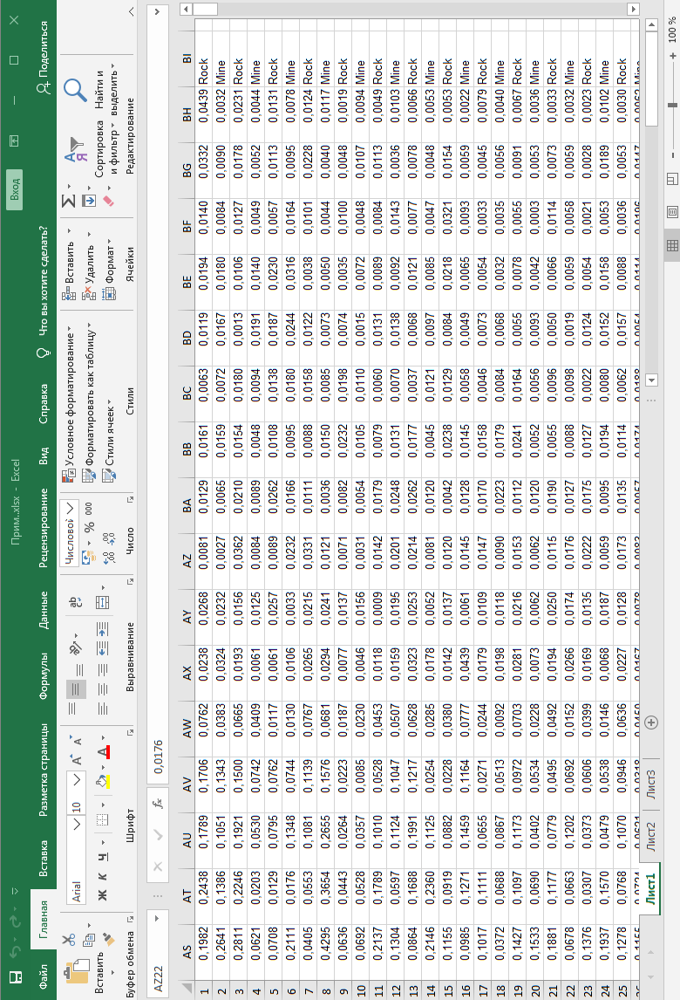 Прим..xlsx - Excel
Вход
Файл Главная Вставка Разметка страницы Формулы Данные Рецензирование Вид Справка Что вы хотите сделать? Поделиться
Вставить
Буфер обмена
Arial 10
Ж К Ч
Шрифт
Выравнивание
Числовой
% 000
Число
Условное форматирование
Форматировать как таблицу
Стили ячеек
Стили
Вставить
Удалить
Формат
Ячейки
Сортировка и фильтр
Найти и выделить
Редактирование
AZ22 fx 0,0176
AS AT AU AV AW AX AY AZ BA BB BC BD BE BF BG BH BI
1 0,1982 0,2438 0,1789 0,1706 0,0762 0,0238 0,0268 0,0081 0,0129 0,0161 0,0063 0,0119 0,0194 0,0140 0,0332 0,0439 Rock
2 0,2641 0,1386 0,1051 0,1343 0,0383 0,0324 0,0232 0,0027 0,0065 0,0159 0,0072 0,0167 0,0180 0,0084 0,0090 0,0032 Mine
3 0,2811 0,2246 0,1921 0,1500 0,0665 0,0193 0,0156 0,0362 0,0210 0,0154 0,0180 0,0013 0,0106 0,0127 0,0178 0,0231 Rock
4 0,0621 0,0203 0,0530 0,0742 0,0409 0,0061 0,0125 0,0084 0,0089 0,0048 0,0094 0,0191 0,0140 0,0049 0,0052 0,0044 Mine
5 0,0708 0,0129 0,0795 0,0762 0,0117 0,0061 0,0257 0,0089 0,0262 0,0108 0,0138 0,0187 0,0230 0,0057 0,0113 0,0131 Rock
6 0,2111 0,0176 0,1348 0,0744 0,0130 0,0106 0,0033 0,0232 0,0166 0,0095 0,0180 0,0244 0,0316 0,0164 0,0095 0,0078 Mine
7 0,0405 0,0553 0,1081 0,1139 0,0767 0,0265 0,0215 0,0331 0,0111 0,0088 0,0158 0,0122 0,0038 0,0101 0,0228 0,0124 Rock
8 0,4295 0,3654 0,2655 0,1576 0,0681 0,0294 0,0241 0,0121 0,0036 0,0150 0,0085 0,0073 0,0050 0,0044 0,0040 0,0117 Mine
9 0,0636 0,0443 0,0264 0,0223 0,0187 0,0077 0,0137 0,0071 0,0082 0,0232 0,0198 0,0074 0,0035 0,0100 0,0048 0,0019 Rock
10 0,0692 0,0528 0,0357 0,0085 0,0230 0,0046 0,0156 0,0031 0,0054 0,0105 0,0110 0,0015 0,0072 0,0048 0,0107 0,0094 Mine
11 0,2137 0,1789 0,1010 0,0528 0,0453 0,0118 0,0009 0,0142 0,0179 0,0079 0,0060 0,0131 0,0089 0,0084 0,0113 0,0049 Rock
12 0,1304 0,0597 0,1124 0,1047 0,0507 0,0159 0,0195 0,0201 0,0248 0,0131 0,0070 0,0138 0,0092 0,0143 0,0036 0,0103 Mine
13 0,0864 0,1688 0,1991 0,1217 0,0628 0,0323 0,0253 0,0214 0,0262 0,0177 0,0037 0,0068 0,0121 0,0077 0,0078 0,0066 Rock
14 0,2146 0,2360 0,1125 0,0254 0,0285 0,0178 0,0052 0,0081 0,0120 0,0045 0,0121 0,0097 0,0085 0,0047 0,0048 0,0053 Mine
15 0,1155 0,0919 0,0882 0,0228 0,0380 0,0142 0,0137 0,0120 0,0042 0,0238 0,0129 0,0084 0,0218 0,0321 0,0154 0,0053 Rock
16 0,0985 0,1271 0,1459 0,1164 0,0777 0,0439 0,0061 0,0145 0,0128 0,0145 0,0058 0,0049 0,0065 0,0093 0,0059 0,0022 Mine
17 0,1017 0,1111 0,0655 0,0271 0,0244 0,0179 0,0109 0,0147 0,0170 0,0158 0,0046 0,0073 0,0054 0,0033 0,0045 0,0079 Rock
18 0,0372 0,0688 0,0867 0,0513 0,0092 0,0198 0,0118 0,0090 0,0223 0,0179 0,0084 0,0068 0,0032 0,0035 0,0056 0,0040 Mine
19 0,1427 0,1097 0,1173 0,0972 0,0703 0,0281 0,0216 0,0153 0,0112 0,0241 0,0164 0,0055 0,0078 0,0055 0,0091 0,0067 Rock
20 0,1533 0,0690 0,0402 0,0534 0,0228 0,0073 0,0062 0,0062 0,0120 0,0052 0,0056 0,0093 0,0042 0,0003 0,0053 0,0036 Mine
21 0,1881 0,1177 0,0779 0,0495 0,0492 0,0194 0,0250 0,0115 0,0190 0,0055 0,0096 0,0050 0,0066 0,0114 0,0073 0,0033 Rock
22 0,0678 0,0663 0,1202 0,0692 0,0152 0,0266 0,0174 0,0176 0,0127 0,0088 0,0098 0,0019 0,0059 0,0058 0,0059 0,0032 Mine
23 0,1376 0,0307 0,0373 0,0606 0,0399 0,0169 0,0135 0,0222 0,0175 0,0127 0,0022 0,0124 0,0054 0,0021 0,0028 0,0023 Rock
24 0,1937 0,1570 0,0479 0,0538 0,0146 0,0068 0,0187 0,0059 0,0095 0,0194 0,0080 0,0152 0,0158 0,0053 0,0189 0,0102 Mine
25 0,1278 0,0768 0,1070 0,0946 0,0636 0,0227 0,0128 0,0173 0,0135 0,0114 0,0062 0,0157 0,0088 0,0036 0,0053 0,0030 Rock
Лист1 Лист2 Лист3
100 %